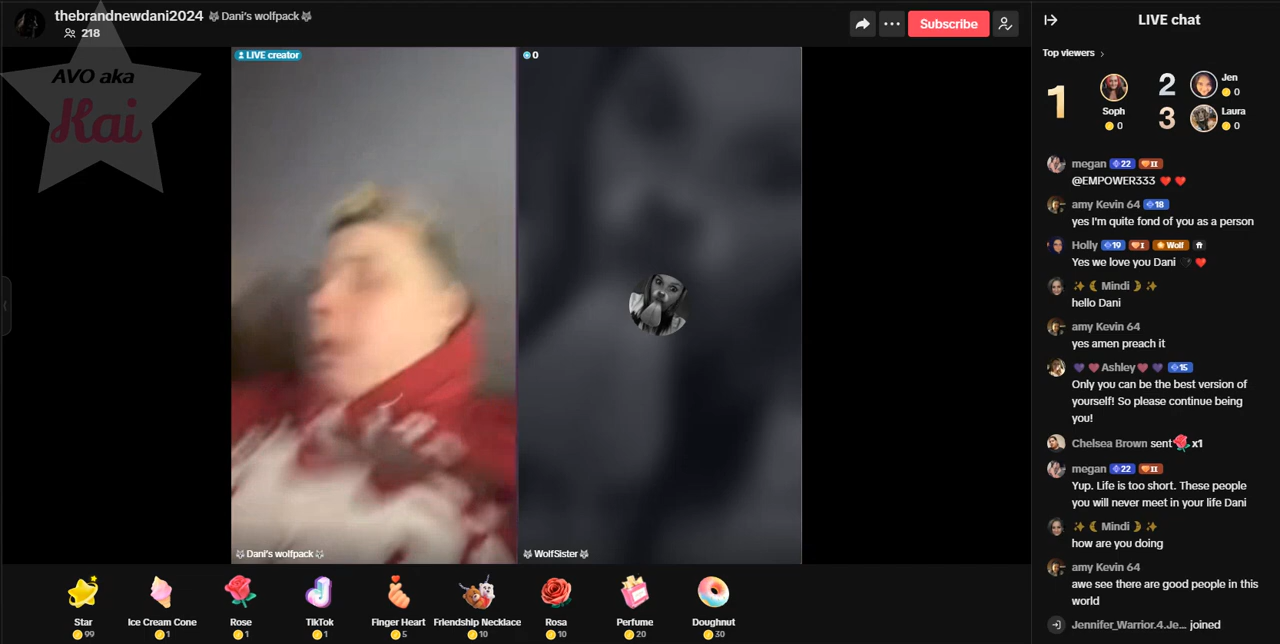 thebrandnewdani2024 🐺Dani's wolfpack🐺
218
Subscribe
AVO aka
Kai
LIVE creator
0
🐺Dani's wolfpack🐺
🐺WolfSister🐺
Star
99
Ice Cream Cone
1
Rose
1
TikTok
1
Finger Heart
5
Friendship Necklace
10
Rosa
10
Perfume
20
Doughnut
30
LIVE chat
Top viewers
1
Soph
0
2
Jen
0
3
Laura
0
megan 22 II
@EMPOWER333 ❤️ ❤️
amy Kevin 64 18
yes I'm quite fond of you as a person
Holly 19 I Wolf
Yes we love you Dani 🖤 ❤️
✨🌙Mindi🌙✨
hello Dani
amy Kevin 64
yes amen preach it
💜❤️Ashley❤️💜 15
Only you can be the best version of
yourself! So please continue being
you!
Chelsea Brown sent🌹x1
megan 22 II
Yup. Life is too short. These people
you will never meet in your life Dani
✨🌙Mindi🌙✨
how are you doing
amy Kevin 64
awe see there are good people in this
world
Jennifer_Warrior.4.Je... joined